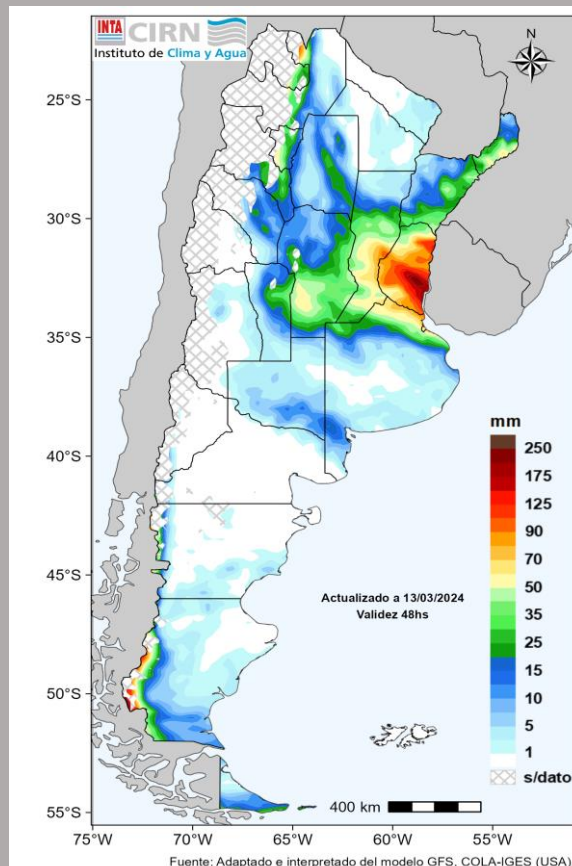 INTA
CIRN
Instituto de Clima y Agua
N
25°S
30°S
35°S
40°S
45°S
50°S
55°S
mm
250
175
125
90
70
50
35
25
15
10
5
1
s/dato
Actualizado a 13/03/2024
Validez 48hs
400 km
75°W
70°W
65°W
60°W
55°W
Fuente: Adaptado e interpretado del modelo GFS. COLA-IGES (USA)